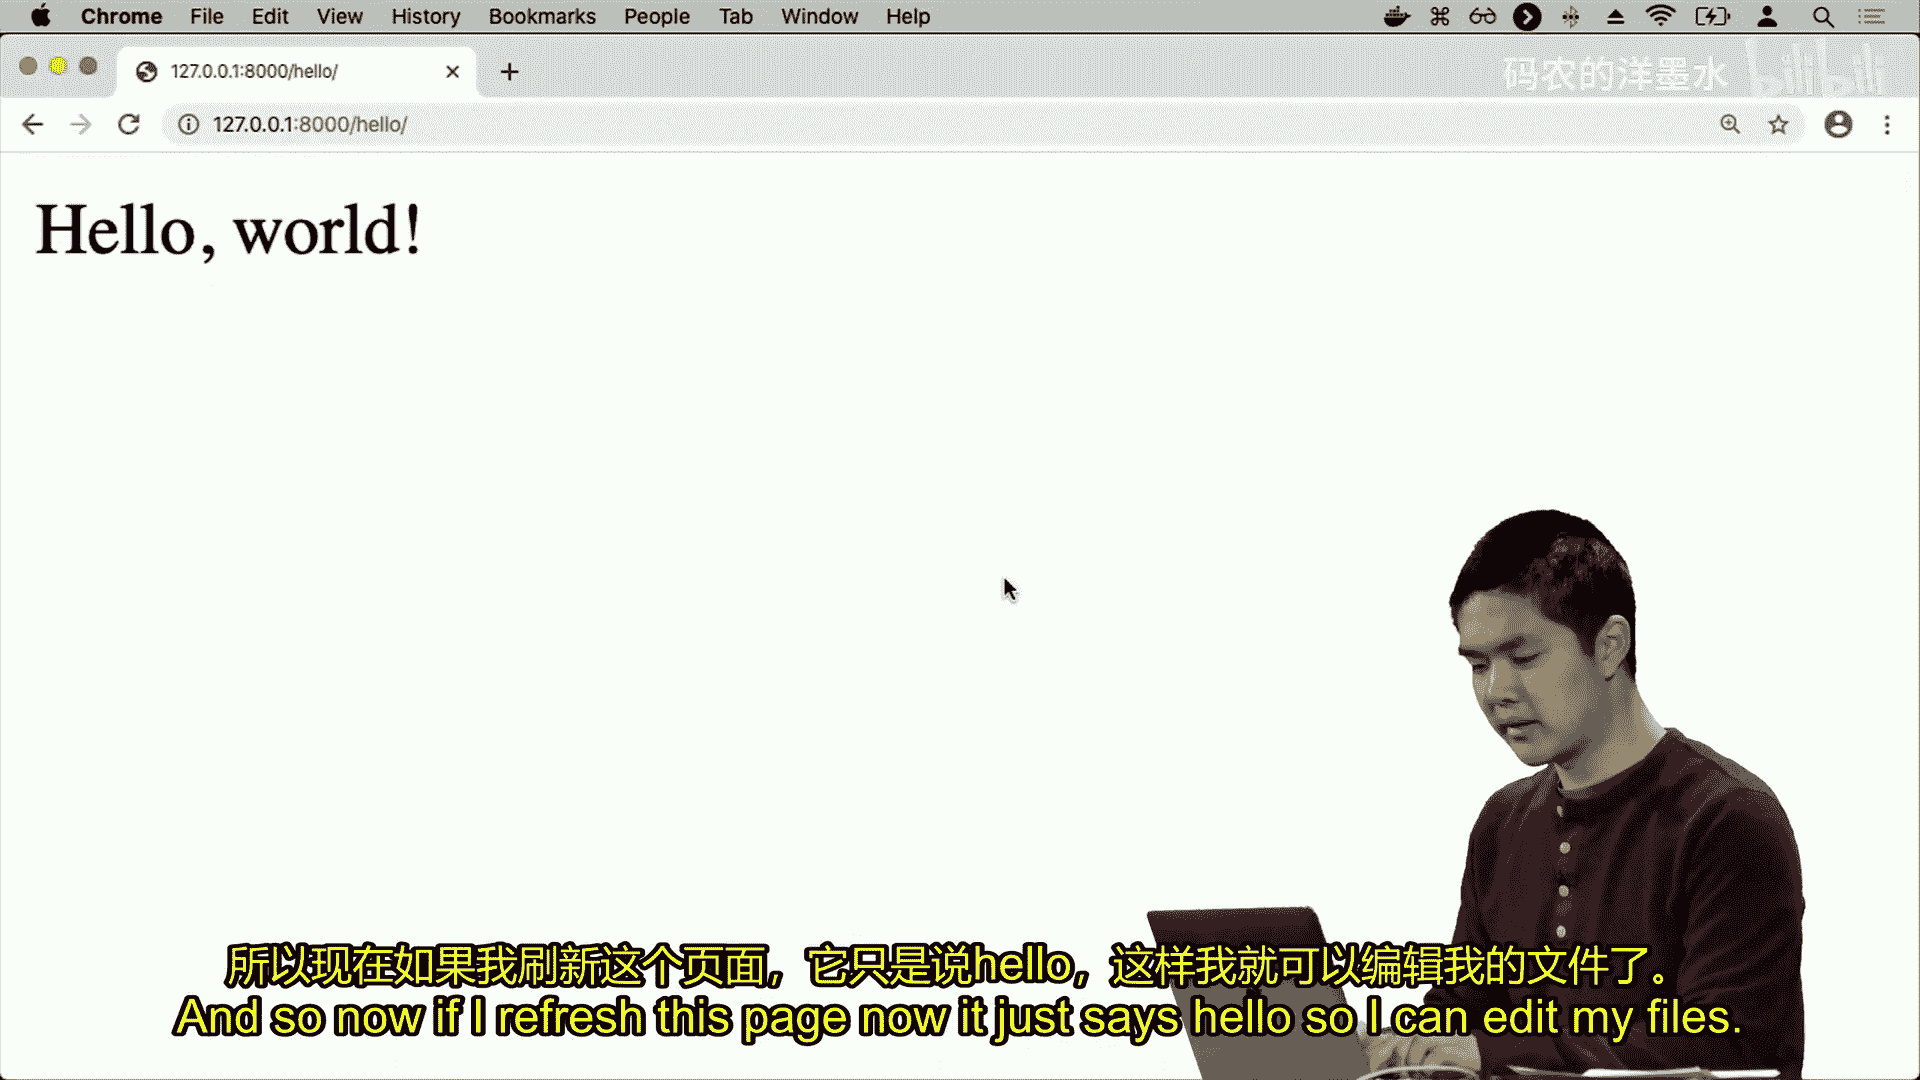 Chrome File Edit View History Bookmarks People Tab Window Help
127.0.0.1:8000/hello/
码农的洋墨水 bilibili
127.0.0.1:8000/hello/
Hello, world!
所以现在如果我刷新这个页面，它只是说hello，这样我就可以编辑我的文件了。
And so now if I refresh this page now it just says hello so I can edit my files.